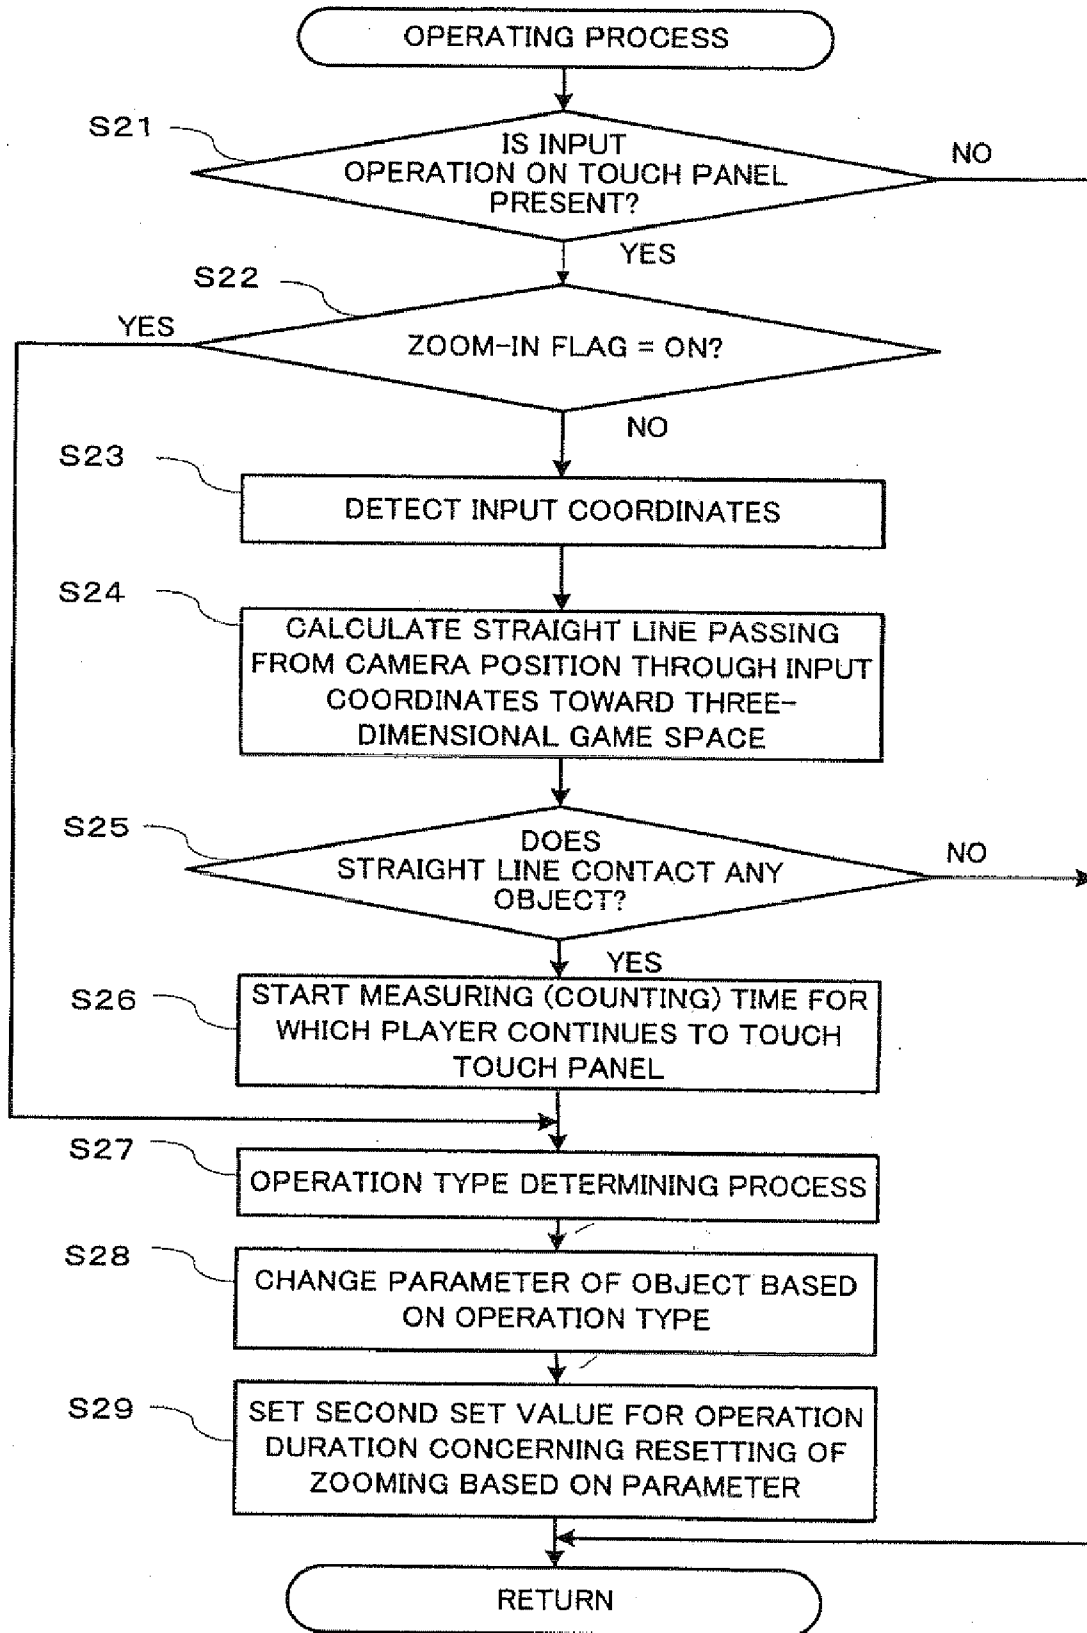 OPERATING PROCESS
S21
IS INPUT
OPERATION ON TOUCH PANEL
PRESENT?
NO
YES
S22
YES
ZOOM-IN FLAG = ON?
NO
S23
DETECT INPUT COORDINATES
S24
CALCULATE STRAIGHT LINE PASSING
FROM CAMERA POSITION THROUGH INPUT
COORDINATES TOWARD THREE-
DIMENSIONAL GAME SPACE
S25
DOES
STRAIGHT LINE CONTACT ANY
OBJECT?
NO
YES
S26
START MEASURING (COUNTING) TIME FOR
WHICH PLAYER CONTINUES TO TOUCH
TOUCH PANEL
S27
OPERATION TYPE DETERMINING PROCESS
S28
CHANGE PARAMETER OF OBJECT BASED
ON OPERATION TYPE
S29
SET SECOND SET VALUE FOR OPERATION
DURATION CONCERNING RESETTING OF
ZOOMING BASED ON PARAMETER
RETURN